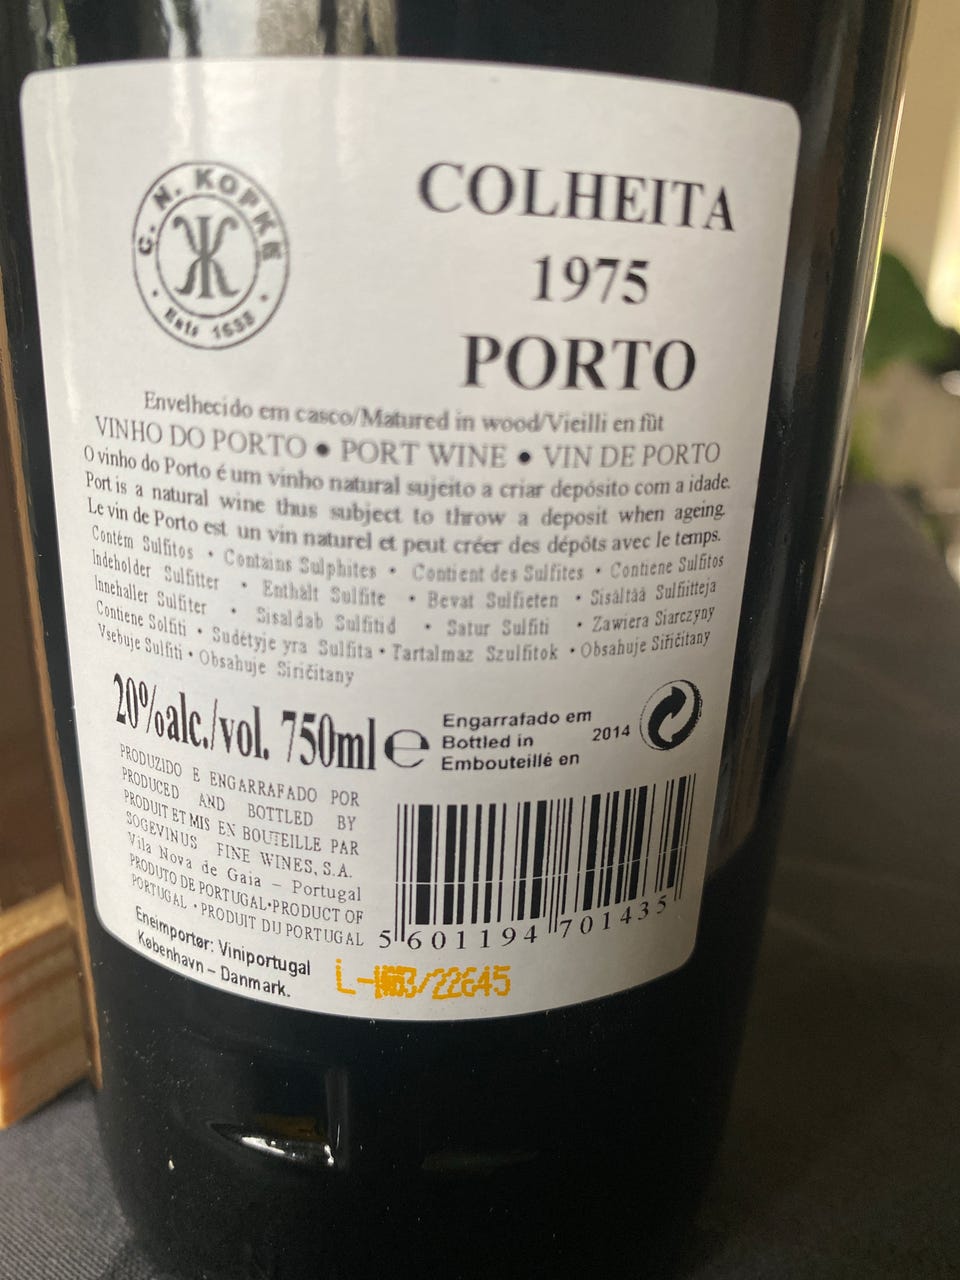 C. N. KOPKE
Estd 1638
COLHEITA
1975
PORTO
Envelhecido em casco/Matured in wood/Vieilli en fût
VINHO DO PORTO • PORT WINE • VIN DE PORTO
O vinho do Porto é um vinho natural sujeito a criar depósito com a idade.
Port is a natural wine thus subject to throw a deposit when ageing.
Le vin de Porto est un vin naturel et peut créer des dépôts avec le temps.
Contém Sulfitos • Contains Sulphites • Contient des Sulfites • Contiene Sulfitos
Indeholder Sulfitter • Enthält Sulfite • Bevat Sulfieten • Sisältää Sulfiitteja
Innehaller Sulfiter • Sisaldab Sulfitid • Satur Sulfiti • Zawiera Siarczyny
Contiene Solfiti • Sudétyje yra Sulfita • Tartalmaz Szulfitok • Obsahuje Siřičitany
Vsebuje Sulfiti • Obsahuje Siričitany
20%alc./vol. 750ml e
Engarrafado em
Bottled in 2014
Embouteillé en
PRODUZIDO E ENGARRAFADO POR
PRODUCED AND BOTTLED BY
PRODUIT ET MIS EN BOUTEILLE PAR
SOGEVINUS FINE WINES, S.A.
Vila Nova de Gaia – Portugal
PRODUTO DE PORTUGAL•PRODUCT OF
PORTUGAL • PRODUIT DU PORTUGAL
5 601194 701435
Eneimportør: Viniportugal
København – Danmark.
/22645